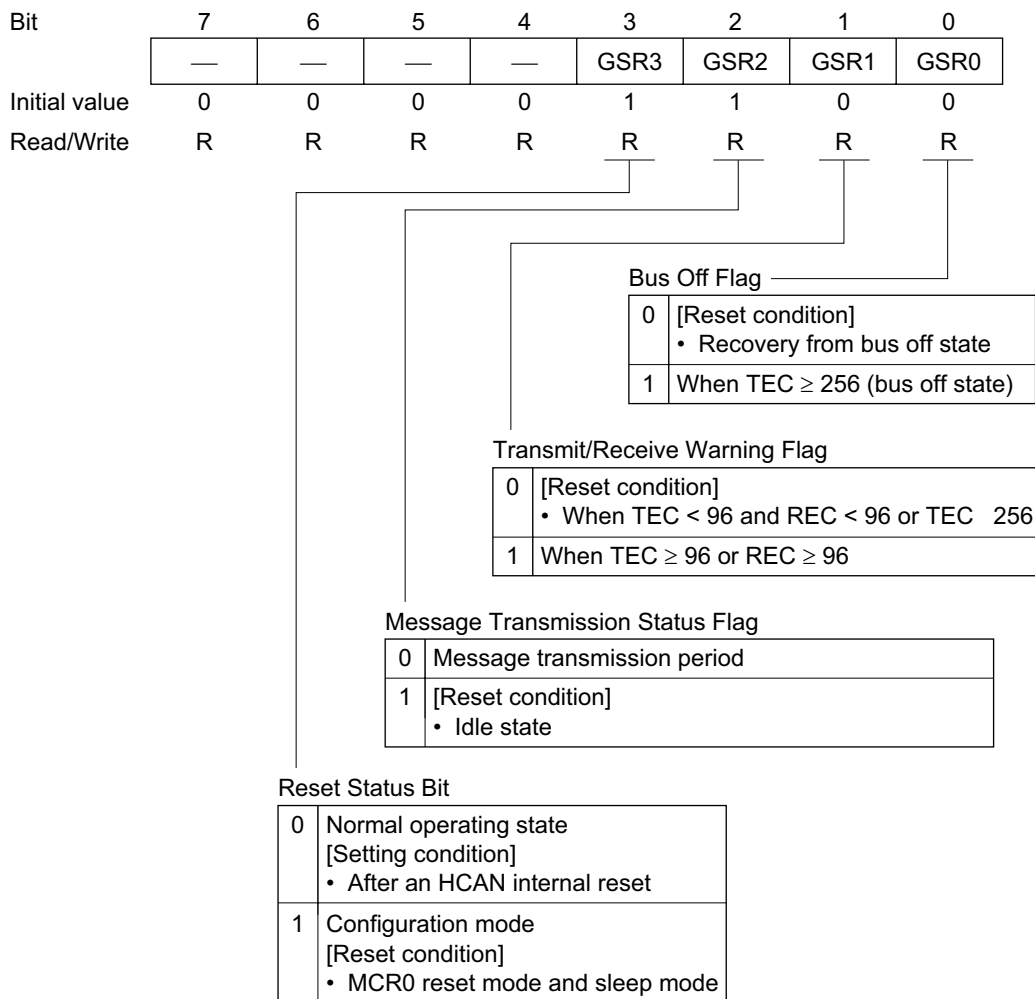 Bit 7 6 5 4 3 2 1 0
— — — — GSR3 GSR2 GSR1 GSR0
Initial value 0 0 0 0 1 1 0 0
Read/Write R R R R R R R R
Bus Off Flag
0 [Reset condition]
• Recovery from bus off state
1 When TEC ≥ 256 (bus off state)
Transmit/Receive Warning Flag
0 [Reset condition]
• When TEC < 96 and REC < 96 or TEC 256
1 When TEC ≥ 96 or REC ≥ 96
Message Transmission Status Flag
0 Message transmission period
1 [Reset condition]
• Idle state
Reset Status Bit
0 Normal operating state
[Setting condition]
• After an HCAN internal reset
1 Configuration mode
[Reset condition]
• MCR0 reset mode and sleep mode